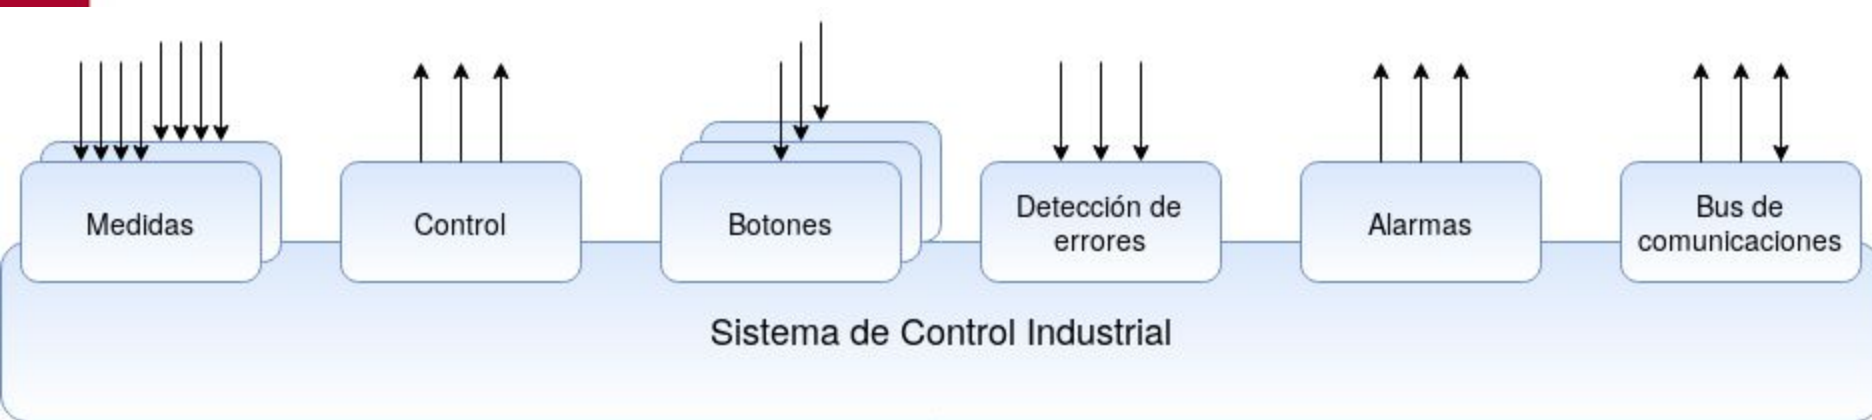 Medidas
Control
Botones
Detección de
errores
Alarmas
Bus de
comunicaciones
Sistema de Control Industrial